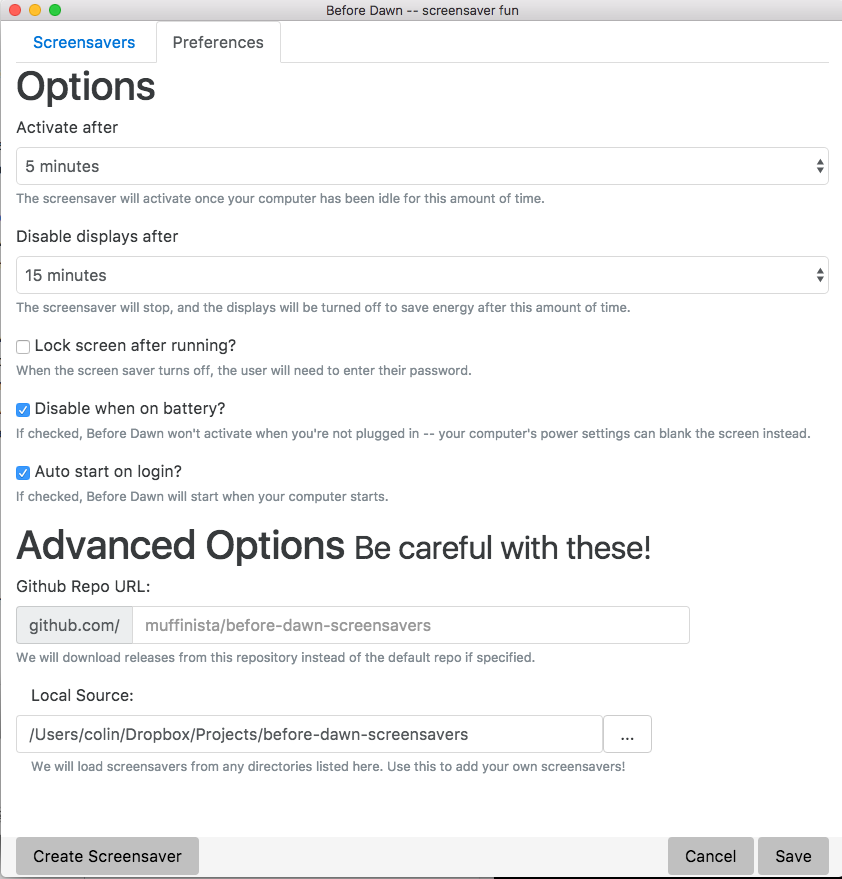 Before Dawn -- screensaver fun
Screensavers Preferences
Options
Activate after
5 minutes
The screensaver will activate once your computer has been idle for this amount of time.
Disable displays after
15 minutes
The screensaver will stop, and the displays will be turned off to save energy after this amount of time.
Lock screen after running?
When the screen saver turns off, the user will need to enter their password.
Disable when on battery?
If checked, Before Dawn won't activate when you're not plugged in -- your computer's power settings can blank the screen instead.
Auto start on login?
If checked, Before Dawn will start when your computer starts.
Advanced Options Be careful with these!
Github Repo URL:
github.com/ muffinista/before-dawn-screensavers
We will download releases from this repository instead of the default repo if specified.
Local Source:
/Users/colin/Dropbox/Projects/before-dawn-screensavers ...
We will load screensavers from any directories listed here. Use this to add your own screensavers!
Create Screensaver Cancel Save